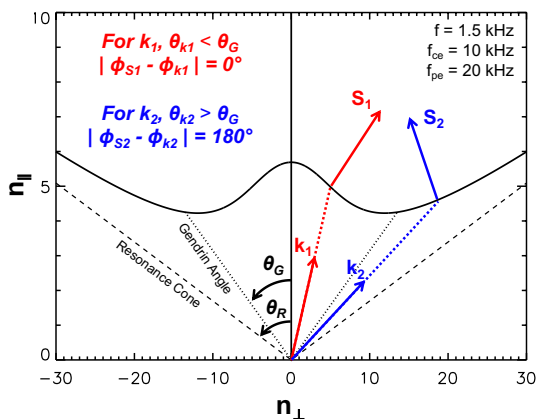 For k1, θk1 < θG
| ϕS1 - ϕk1 | = 0°
For k2, θk2 > θG
| ϕS2 - ϕk2 | = 180°
f = 1.5 kHz
fce = 10 kHz
fpe = 20 kHz
S1
S2
k1
k2
Gendrin Angle
Resonance Cone
θG
θR
n∥
10
5
0
-30
-20
-10
0
10
20
30
n⊥